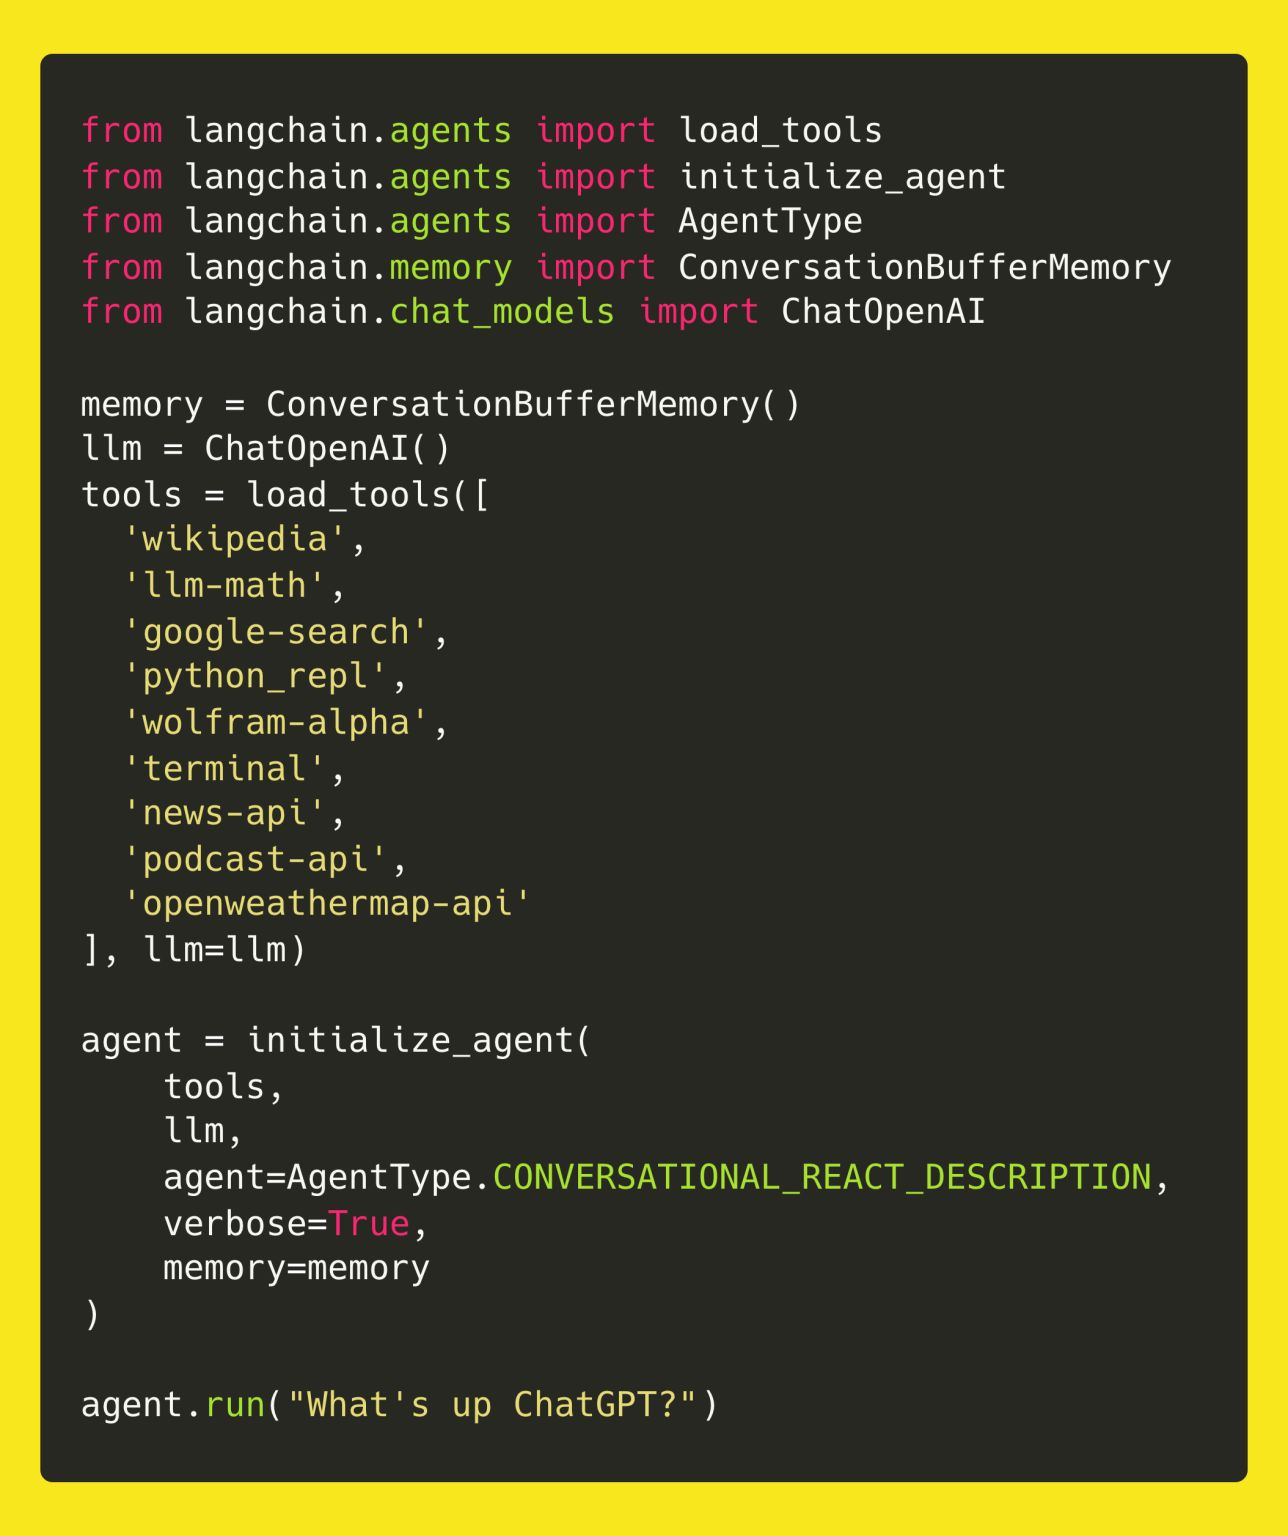 from langchain.agents import load_tools
from langchain.agents import initialize_agent
from langchain.agents import AgentType
from langchain.memory import ConversationBufferMemory
from langchain.chat_models import ChatOpenAI

memory = ConversationBufferMemory()
llm = ChatOpenAI()
tools = load_tools([
  'wikipedia',
  'llm-math',
  'google-search',
  'python_repl',
  'wolfram-alpha',
  'terminal',
  'news-api',
  'podcast-api',
  'openweathermap-api'
], llm=llm)

agent = initialize_agent(
    tools,
    llm,
    agent=AgentType.CONVERSATIONAL_REACT_DESCRIPTION,
    verbose=True,
    memory=memory
)

agent.run("What's up ChatGPT?")